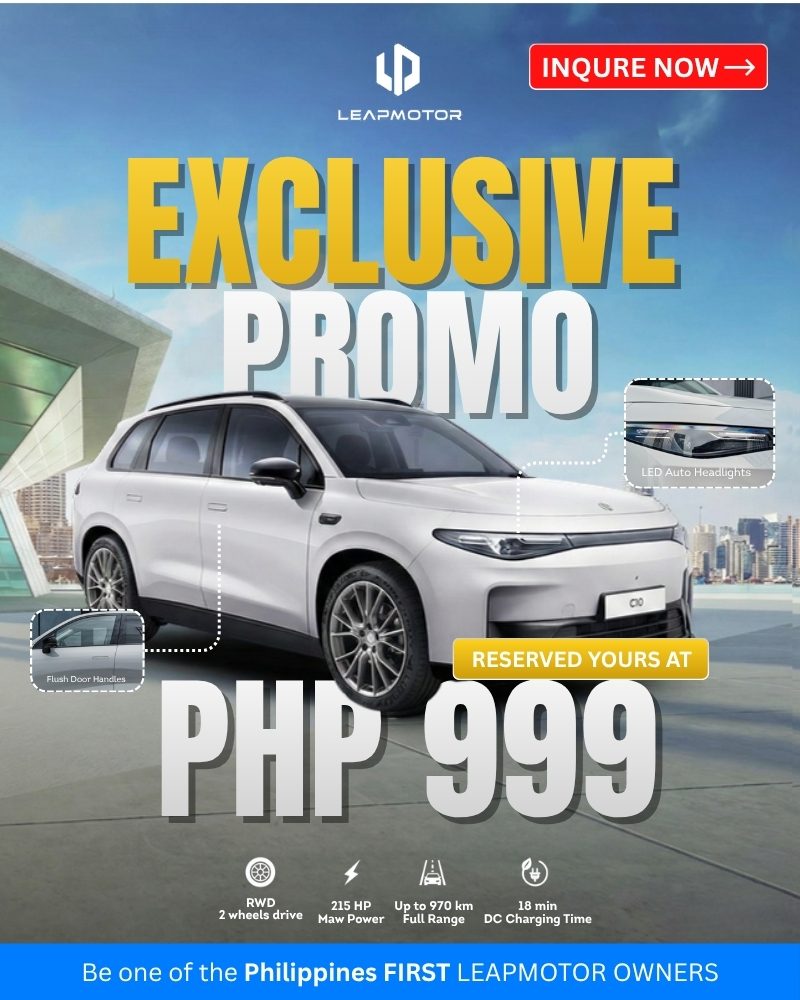 LEAPMOTOR
INQURE NOW →
EXCLUSIVE
PROMO
LED Auto Headlights
C10
Flush Door Handles
RESERVED YOURS AT
PHP 999
RWD
2 wheels drive
215 HP
Maw Power
Up to 970 km
Full Range
18 min
DC Charging Time
Be one of the Philippines FIRST LEAPMOTOR OWNERS